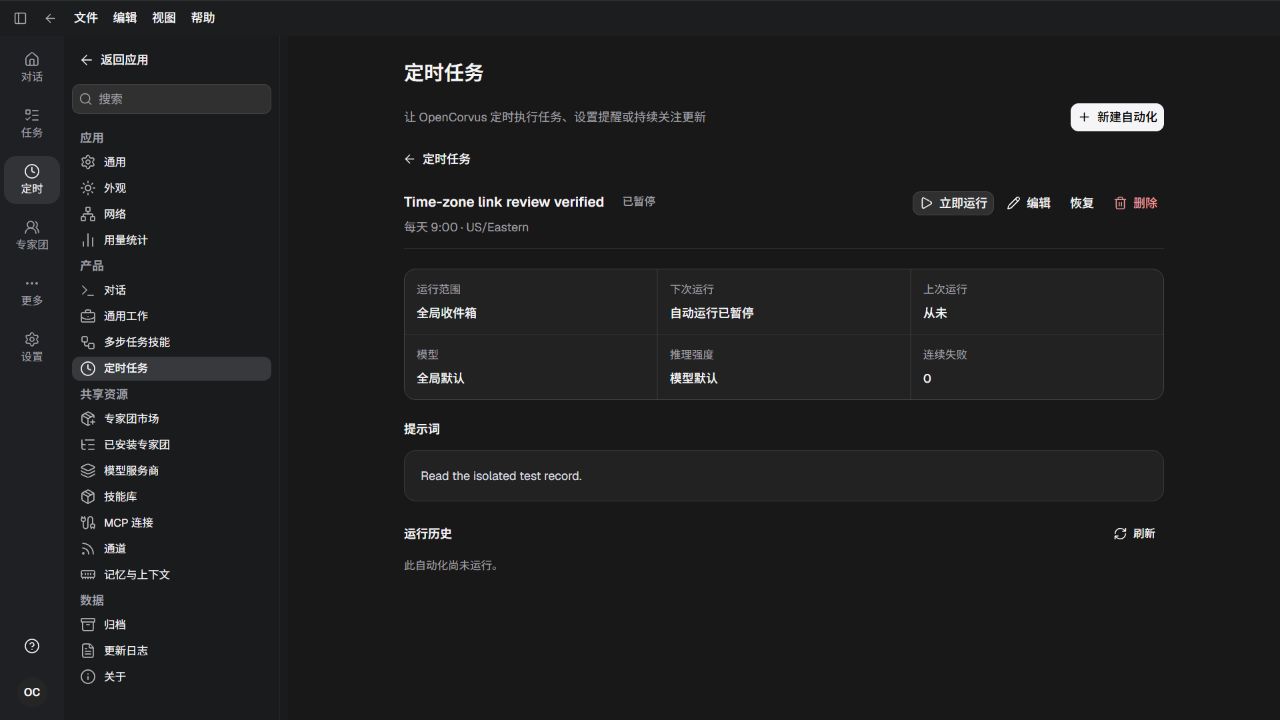 文件 编辑 视图 帮助
对话
任务
定时
专家团
更多
设置
OC
返回应用
搜索
应用
通用
外观
网络
用量统计
产品
对话
通用工作
多步任务技能
定时任务
共享资源
专家团市场
已安装专家团
模型服务商
技能库
MCP 连接
通道
记忆与上下文
数据
归档
更新日志
关于
定时任务
让 OpenCorvus 定时执行任务、设置提醒或持续关注更新
新建自动化
定时任务
Time-zone link review verified 已暂停
立即运行 编辑 恢复 删除
每天 9:00 · US/Eastern
运行范围 下次运行 上次运行
全局收件箱 自动运行已暂停 从未
模型 推理强度 连续失败
全局默认 模型默认 0
提示词
Read the isolated test record.
运行历史 刷新
此自动化尚未运行。